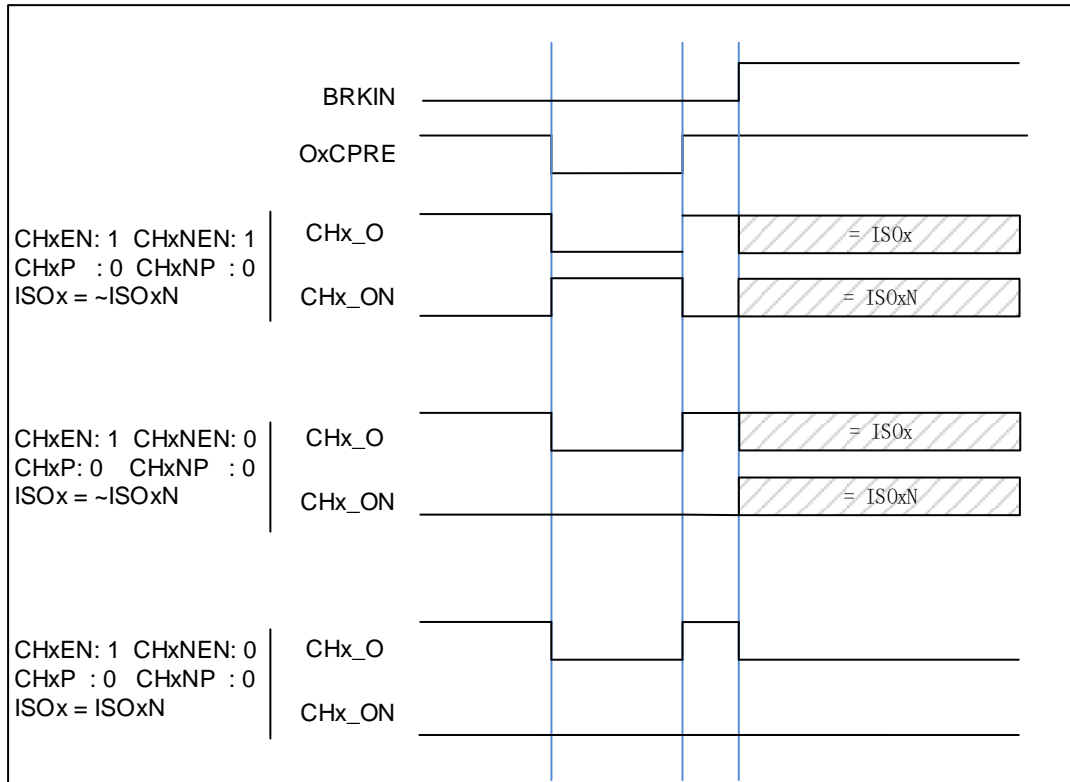 BRKIN
OxCPRE
CHxEN: 1 CHxNEN: 1
CHxP : 0 CHxNP : 0
ISOx = ~ISOxN
CHx_O
= ISOx
CHx_ON
= ISOxN
CHxEN: 1 CHxNEN: 0
CHxP: 0 CHxNP : 0
ISOx = ~ISOxN
CHx_O
= ISOx
CHx_ON
= ISOxN
CHxEN: 1 CHxNEN: 0
CHxP : 0 CHxNP : 0
ISOx = ISOxN
CHx_O
CHx_ON